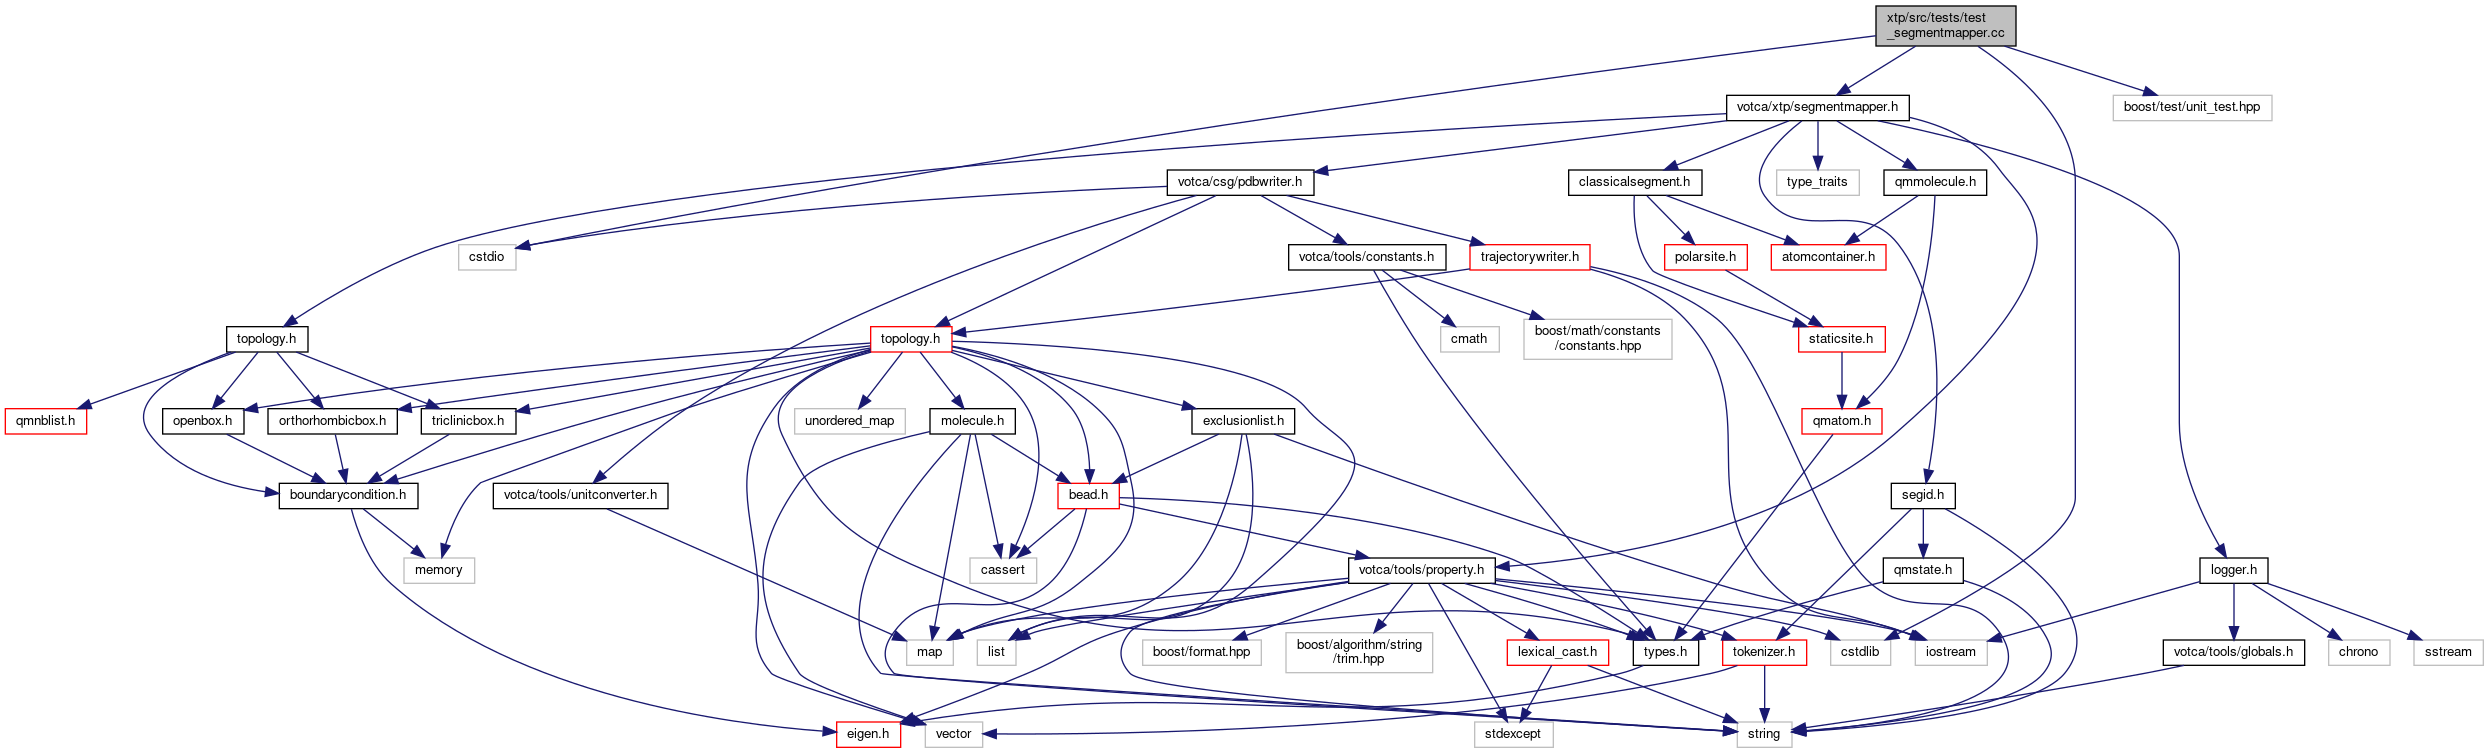 xtp/src/tests/test
_segmentmapper.cc
votca/xtp/segmentmapper.h
boost/test/unit_test.hpp
votca/csg/pdbwriter.h
classicalsegment.h
type_traits
qmmolecule.h
cstdio
votca/tools/constants.h
trajectorywriter.h
polarsite.h
atomcontainer.h
topology.h
topology.h
cmath
boost/math/constants
/constants.hpp
staticsite.h
qmnblist.h
openbox.h
orthorhombicbox.h
triclinicbox.h
unordered_map
molecule.h
exclusionlist.h
qmatom.h
boundarycondition.h
votca/tools/unitconverter.h
bead.h
segid.h
memory
cassert
votca/tools/property.h
qmstate.h
logger.h
map
list
boost/format.hpp
boost/algorithm/string
/trim.hpp
lexical_cast.h
types.h
tokenizer.h
cstdlib
iostream
votca/tools/globals.h
chrono
sstream
eigen.h
vector
stdexcept
string